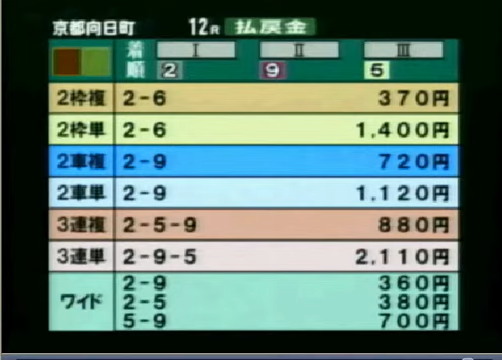 京都向日町 12R 払戻金
着順 I II III
2 9 5
2枠複 2-6 370円
2枠単 2-6 1,400円
2車複 2-9 720円
2車単 2-9 1,120円
3連複 2-5-9 880円
3連単 2-9-5 2,110円
ワイド 2-9 360円
2-5 380円
5-9 700円